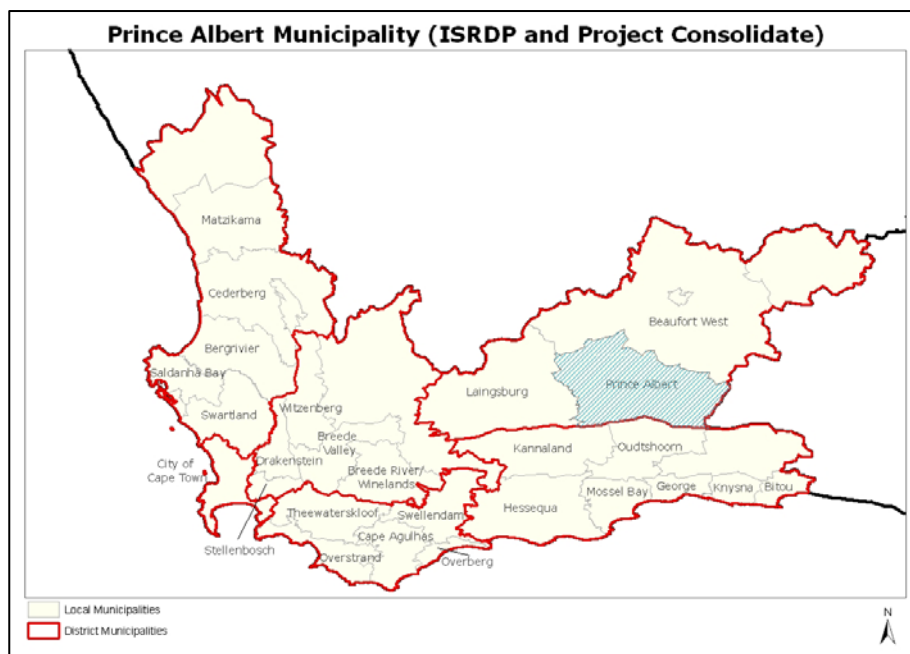 Prince Albert Municipality (ISRDP and Project Consolidate)
Matzikama
Cederberg
Bergrivier
Saldanha Bay
Swartland
City of
Cape Town
Witzenberg
Breede
Valley
Drakenstein
Breede River/
Winelands
Stellenbosch
Theewaterskloof
Swellendam
Cape Agulhas
Overstrand
Overberg
Beaufort West
Laingsburg
Prince Albert
Kannaland
Oudtshoorn
Hessequa
Mossel Bay
George
Knysna
Bitou
Local Municipalities
District Municipalities
N